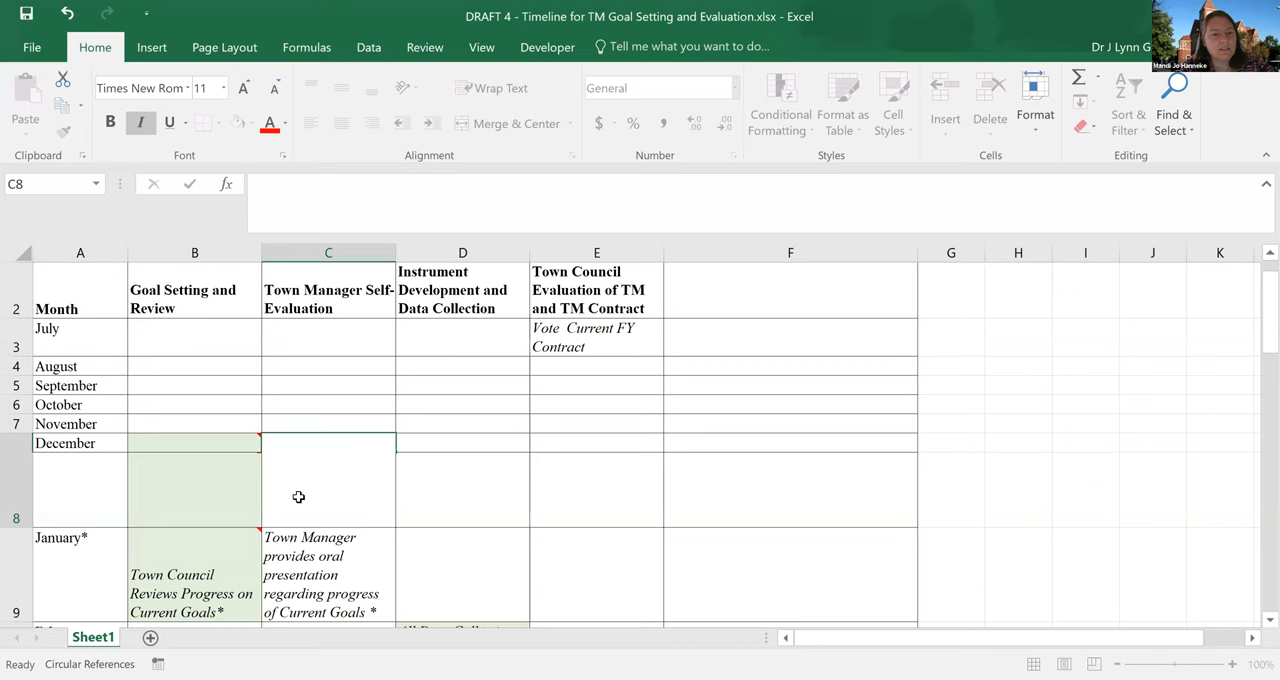 DRAFT 4 - Timeline for TM Goal Setting and Evaluation.xlsx - Excel
File Home Insert Page Layout Formulas Data Review View Developer Tell me what you want to do... Dr J Lynn G
Mandi Jo Hanneke
Paste
Clipboard
Times New Rom 11 A A
B I U A
Font
Wrap Text
Merge & Center
Alignment
General
$ % ,
Number
Conditional Formatting
Format as Table
Cell Styles
Styles
Insert Delete Format
Cells
Sort & Filter
Find & Select
Editing
C8 fx
A B C D E F G H I J K
2 Month
Goal Setting and
Review
Town Manager Self-
Evaluation
Instrument
Development and
Data Collection
Town Council
Evaluation of TM
and TM Contract
July
3
Vote Current FY
Contract
4 August
5 September
6 October
7 November
December
8
January*
9
Town Council
Reviews Progress on
Current Goals*
Town Manager
provides oral
presentation
regarding progress
of Current Goals *
Sheet1
Ready Circular References 100%